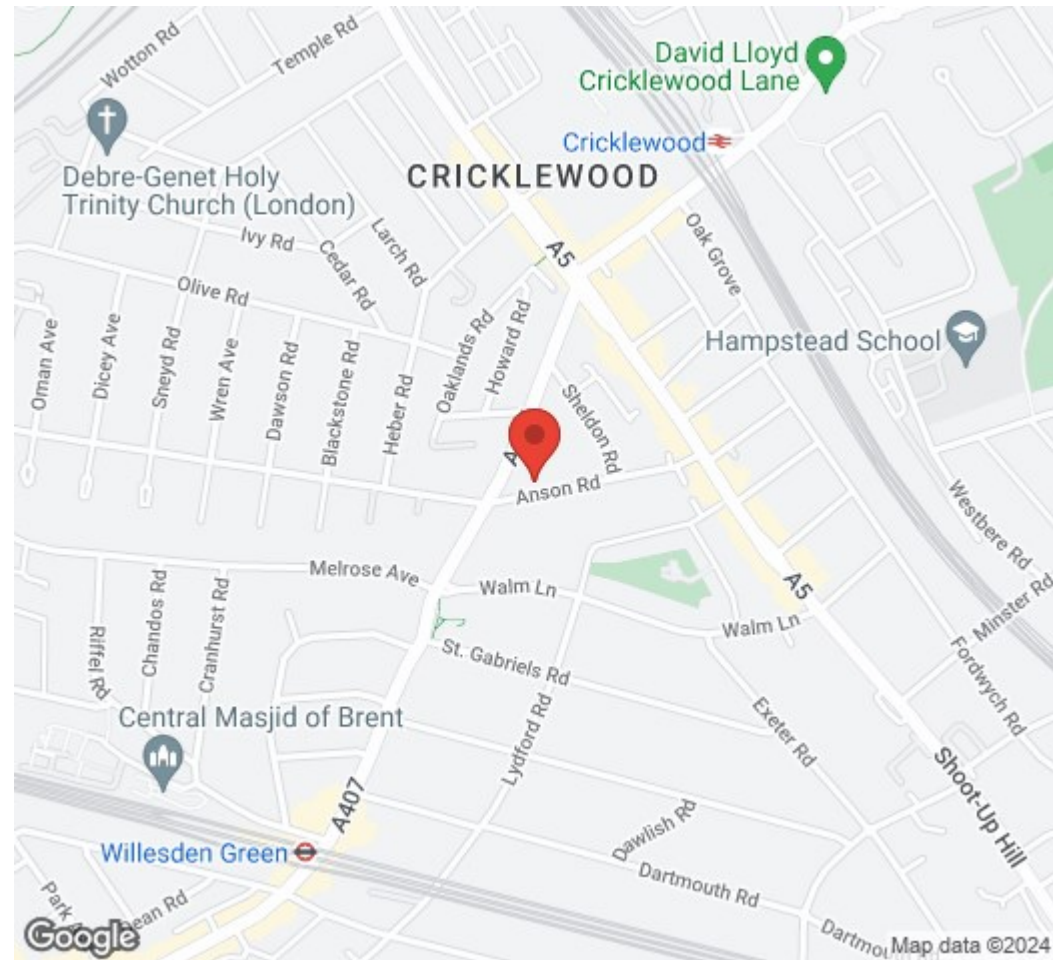 Wotton Rd
Temple Rd
David Lloyd
Cricklewood Lane
Cricklewood
CRICKLEWOOD
Debre-Genet Holy
Trinity Church (London)
Ivy Rd
Cedar Rd
Larch Rd
A5
Oak Grove
Olive Rd
Hampstead School
Oman Ave
Dicey Ave
Sneyd Rd
Wren Ave
Dawson Rd
Blackstone Rd
Heber Rd
Oaklands Rd
Howard Rd
Sheldon Rd
Anson Rd
Westbere Rd
Melrose Ave
Walm Ln
A5
Walm Ln
Minster Rd
Riffel Rd
Chandos Rd
Cranhurst Rd
St. Gabriels Rd
Fordwych Rd
Central Masjid of Brent
Lydford Rd
Exeter Rd
Shoot-Up Hill
A407
Willesden Green
Dawlish Rd
Dartmouth Rd
Park
Dean Rd
Dartmouth
Google
Map data ©2024